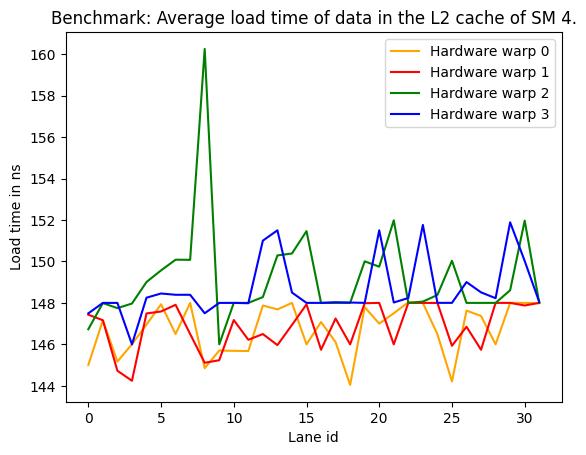 Benchmark: Average load time of data in the L2 cache of SM 4.
Hardware warp 0
Hardware warp 1
Hardware warp 2
Hardware warp 3
Load time in ns
160
158
156
154
152
150
148
146
144
0 5 10 15 20 25 30
Lane id